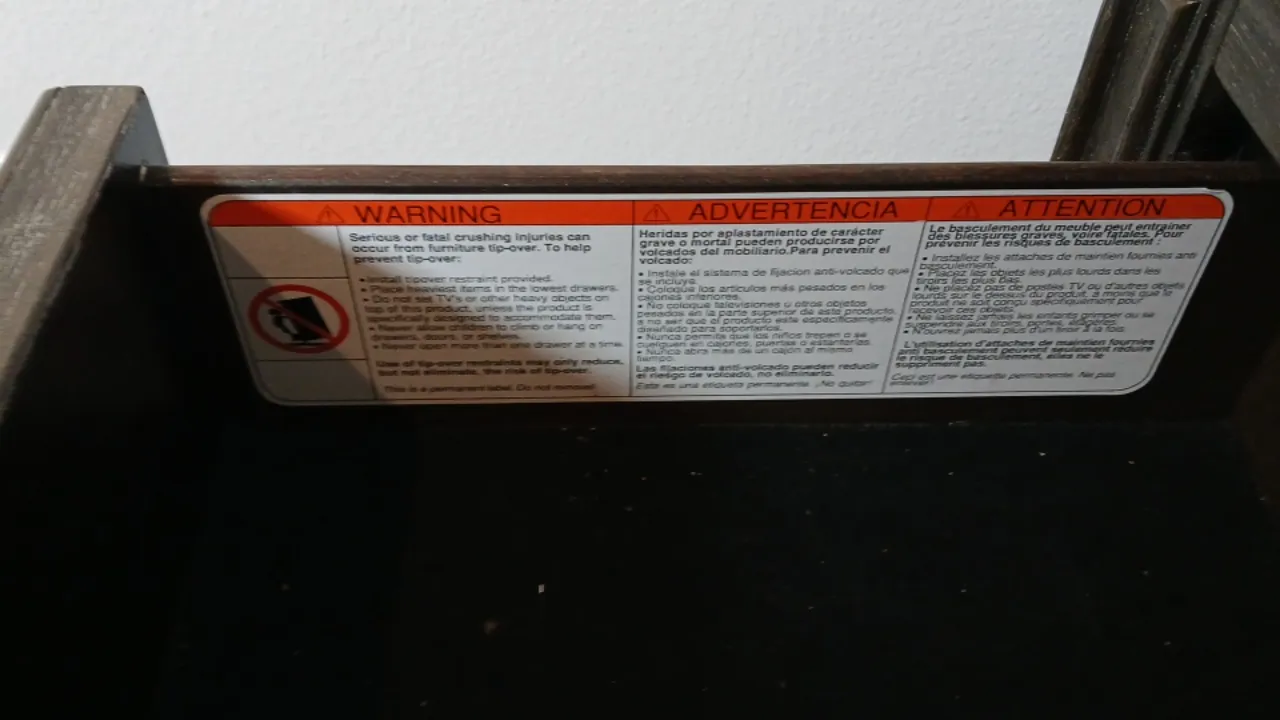 WARNING
Serious or fatal crushing injuries can
occur from furniture tip-over. To help
prevent tip-over:
• Install tipover restraint provided.
• Place heaviest items in the lowest drawers.
• Do not set TV's or other heavy objects on
top of this product, unless the product is
specifically designed to accommodate them.
• Never allow children to climb or hang on
drawers, doors, or shelves.
• Never open more than one drawer at a time.
Use of tip-over restraints may only reduce,
but not eliminate, the risk of tip-over.
This is a permanent label. Do not remove!
ADVERTENCIA
Heridas por aplastamiento de carácter
grave o mortal pueden producirse por
volcados del mobiliario.Para prevenir el
volcado:
• Instale el sistema de fijacion anti-volcado que
se incluye.
• Coloque los artículos más pesados en los
cajones inferiores.
• No coloque televisiones u otros objetos
pesados en la parte superior de este producto,
a no ser que el producto este específicamente
diseñado para soportarlos.
• Nunca permita que los niños trepen o se
cuelguen en cajones, puertas o estanterías.
• Nunca abra más de un cajón al mismo
tiempo.
Las fijaciones anti-volcado pueden reducir
el riesgo de volcado, no eliminarlo.
Este es una etiqueta permanente. ¡No quitar!
ATTENTION
Le basculement du meuble peut entraîner
des blessures graves, voire fatales. Pour
prévenir les risques de basculement :
• Installez les attaches de maintien fournies anti
basculement.
• Placez les objets les plus lourds dans les
tiroirs les plus bas.
• Ne placez pas de postes TV ou d'autres objets
lourds sur le dessus du produit, à moins que le
produit ne soit conçu spécifiquement pour
recevoir ces objets.
les enfants grimper ou se
suspendre aux tiroirs, portes,
• N'ouvrez jamais plus d'un tiroir à la fois.
L'utilisation d'attaches de maintien fournies
anti basculement peuvent seulement réduire
le risque de basculement, elles ne le
suppriment pas.
Ceci est une etiquette permanente. Ne pas
enlever!